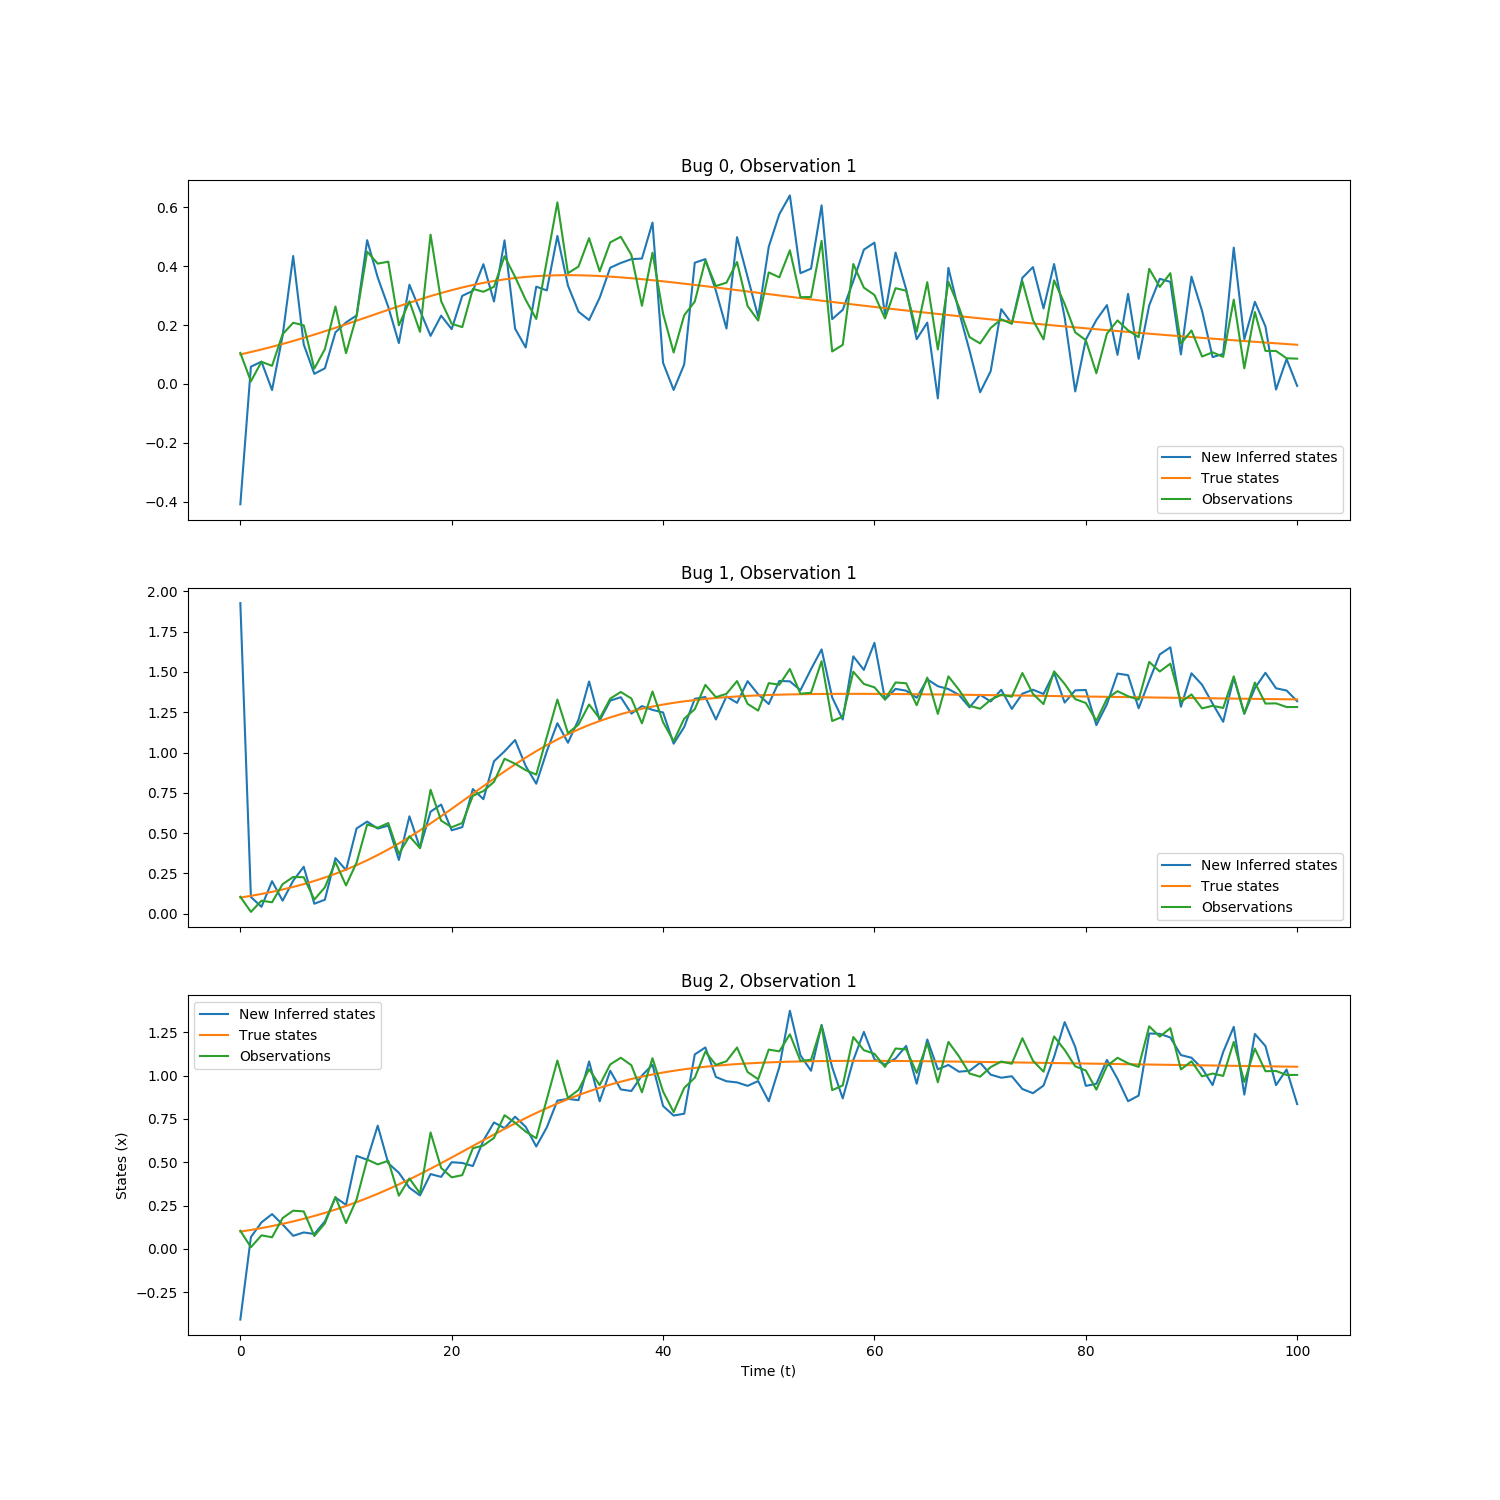 Bug 0, Observation 1
0.6
0.4
0.2
0.0
−0.2
−0.4
New Inferred states
True states
Observations
Bug 1, Observation 1
2.00
1.75
1.50
1.25
1.00
0.75
0.50
0.25
0.00
New Inferred states
True states
Observations
Bug 2, Observation 1
New Inferred states
True states
Observations
1.25
1.00
0.75
0.50
0.25
0.00
−0.25
States (x)
0 20 40 60 80 100
Time (t)